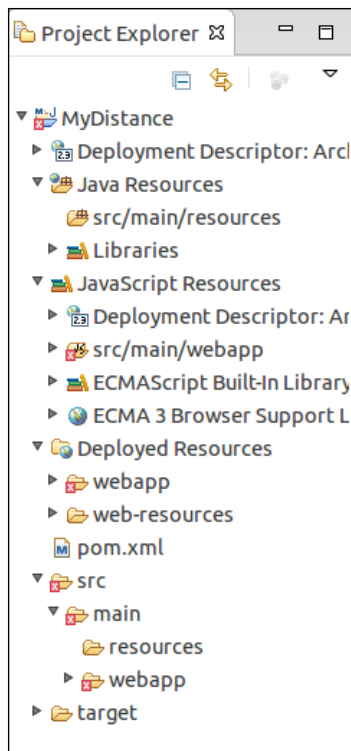 Project Explorer
MyDistance
Deployment Descriptor: Arcl
Java Resources
src/main/resources
Libraries
JavaScript Resources
Deployment Descriptor: Ar
src/main/webapp
ECMAScript Built-In Library
ECMA 3 Browser Support L
Deployed Resources
webapp
web-resources
pom.xml
src
main
resources
webapp
target